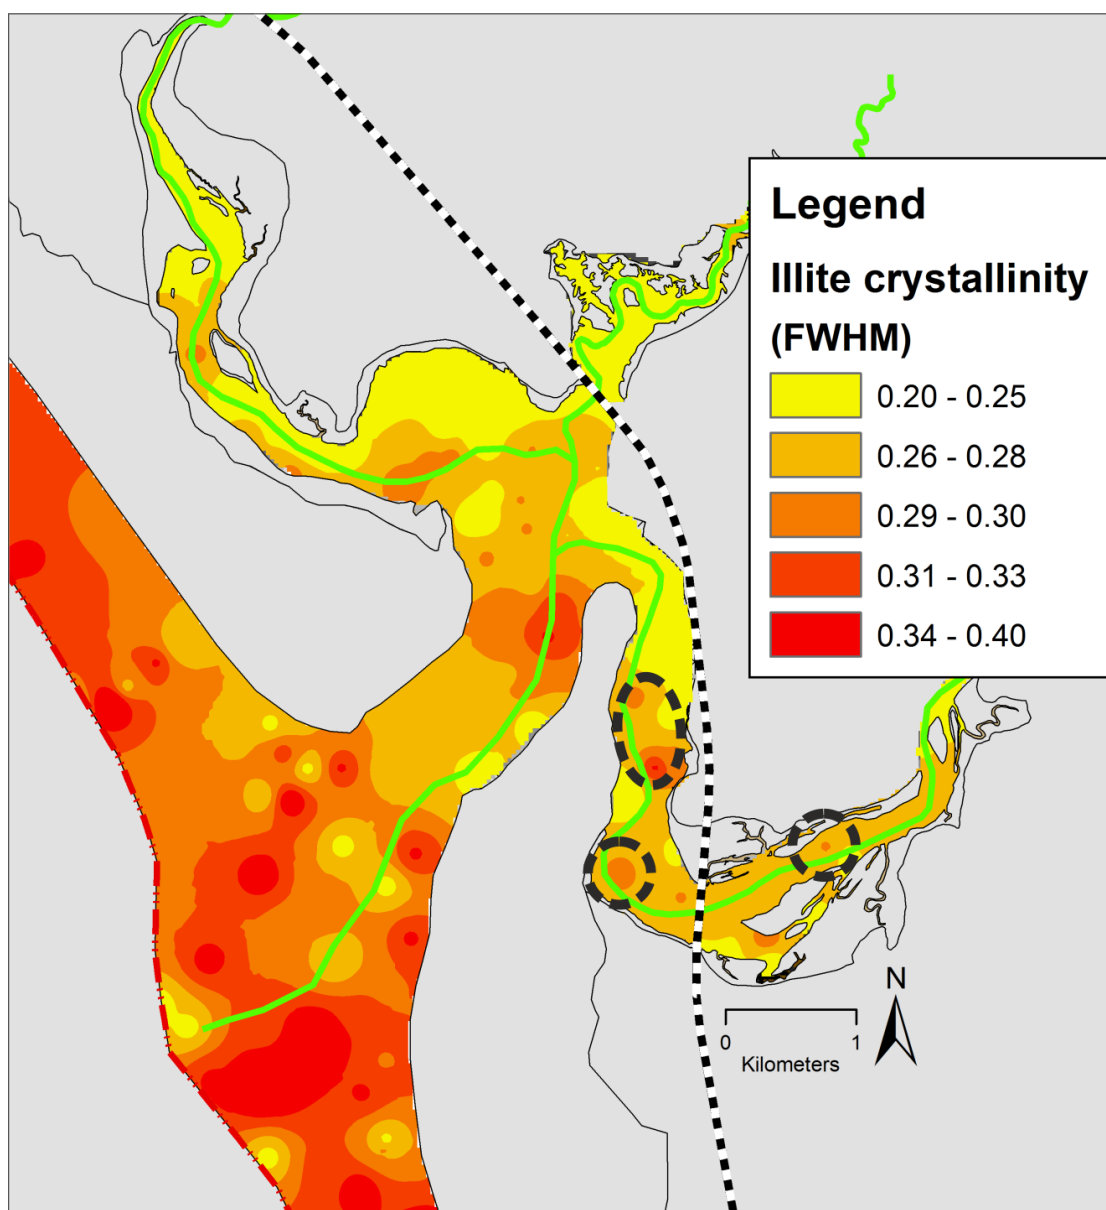 Legend
Illite crystallinity
(FWHM)
0.20 - 0.25
0.26 - 0.28
0.29 - 0.30
0.31 - 0.33
0.34 - 0.40
N
0 1
Kilometers